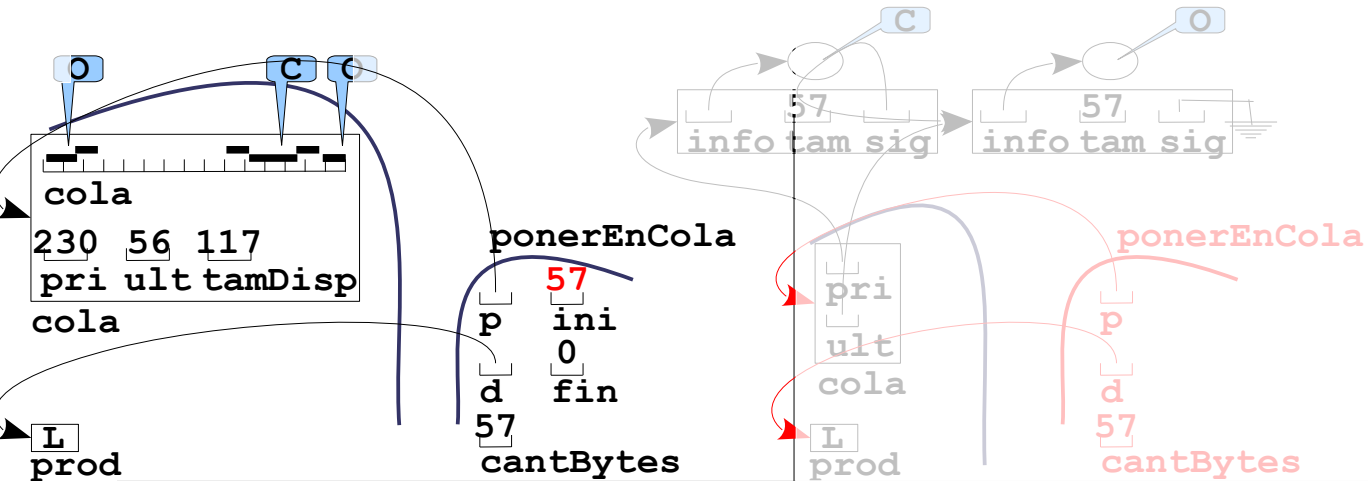 O C O
cola
230 56 117
pri ult tamDisp
cola
L
prod
ponerEnCola
57
p ini
0
d fin
57
cantBytes
C O
57 57
info tam sig info tam sig
pri
ult
cola
L
prod
ponerEnCola
p
d
57
cantBytes